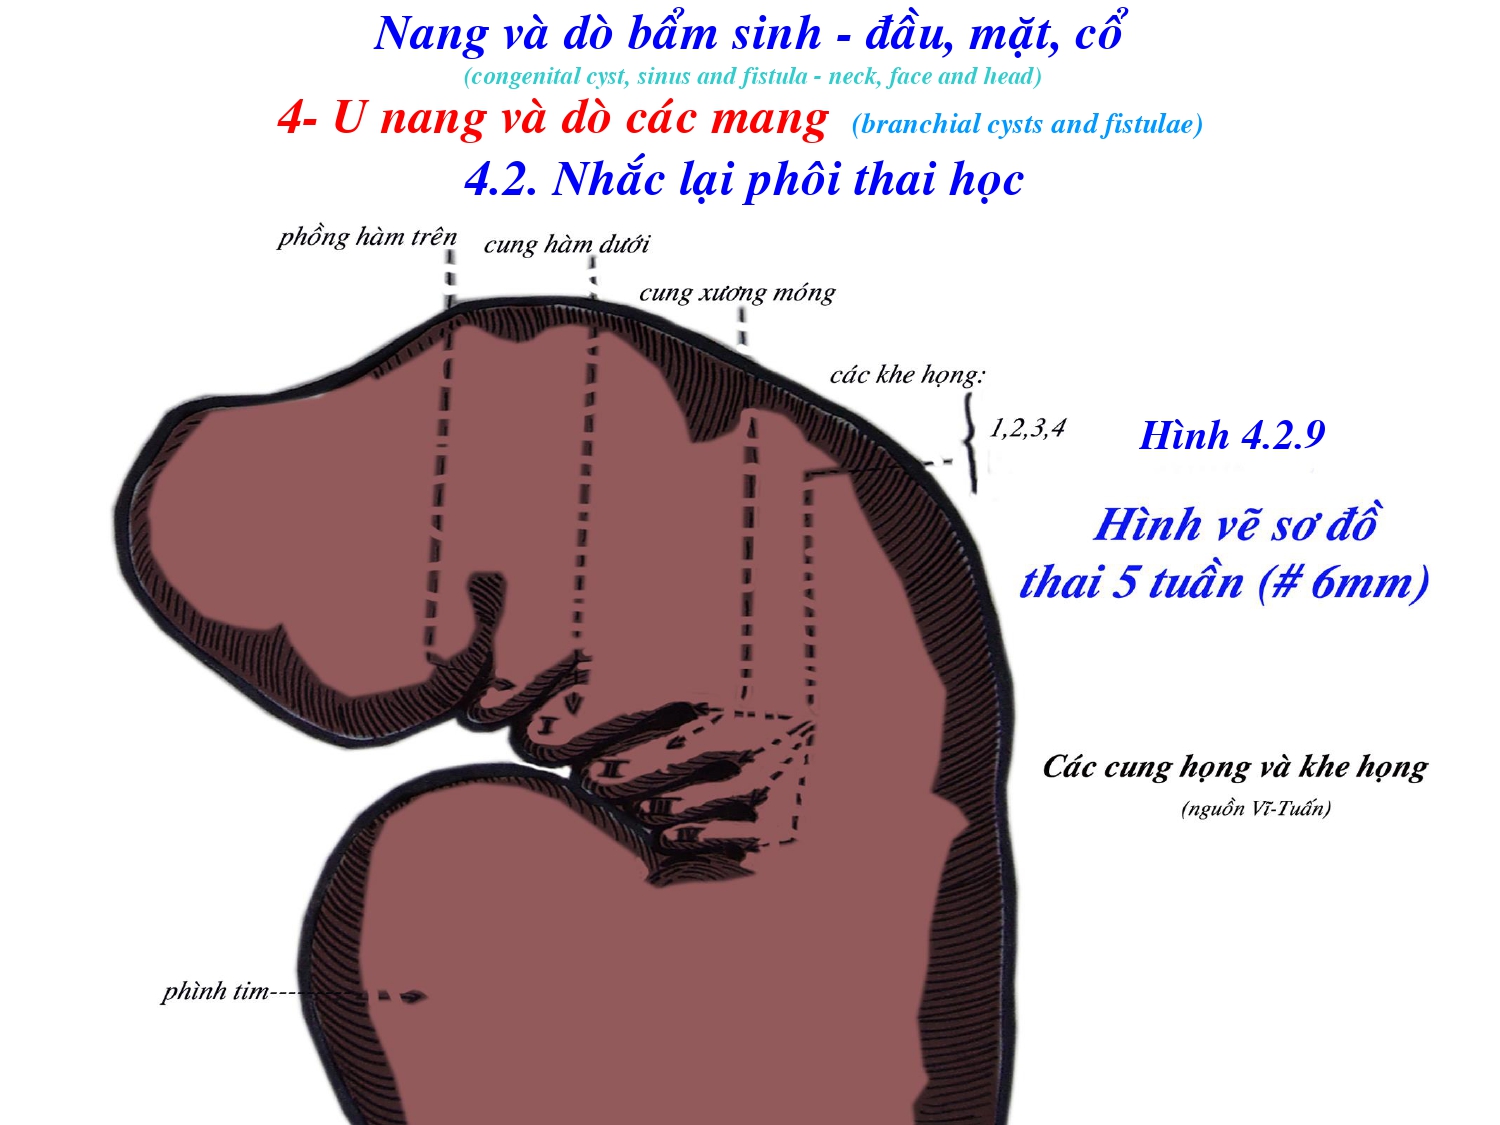 Nang và dò bẩm sinh - đầu, mặt, cổ
(congenital cyst, sinus and fistula - neck, face and head)
4- U nang và dò các mang (branchial cysts and fistulae)
4.2. Nhắc lại phôi thai học
phồng hàm trên
cung hàm dưới
cung xương móng
các khe họng:
1,2,3,4
Hình 4.2.9
Hình vẽ sơ đồ
thai 5 tuần (# 6mm)
I
II
Các cung họng và khe họng
(nguồn Vĩ-Tuấn)
phình tim